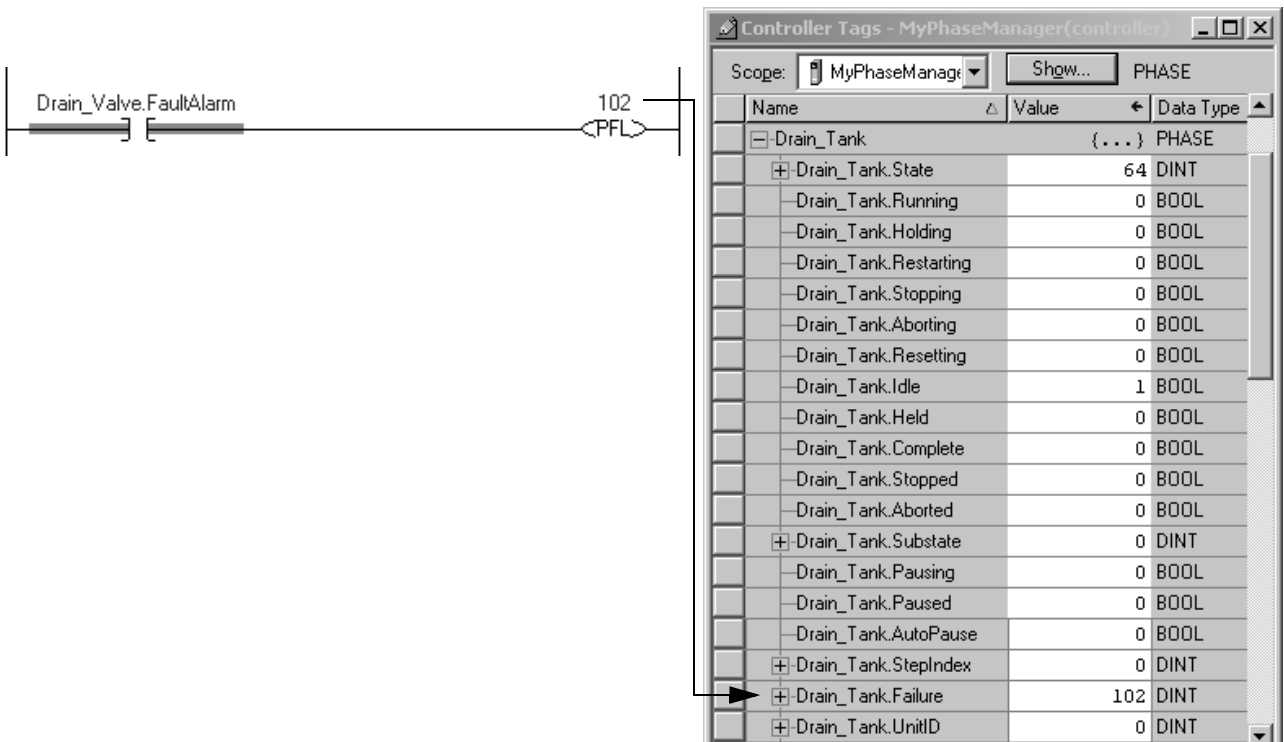 Controller Tags - MyPhaseManager(controller)
Scope: MyPhaseManage Show... PHASE
Drain_Valve.FaultAlarm 102
PFL
Name Value Data Type
Drain_Tank {...} PHASE
Drain_Tank.State 64 DINT
Drain_Tank.Running 0 BOOL
Drain_Tank.Holding 0 BOOL
Drain_Tank.Restarting 0 BOOL
Drain_Tank.Stopping 0 BOOL
Drain_Tank.Aborting 0 BOOL
Drain_Tank.Resetting 0 BOOL
Drain_Tank.Idle 1 BOOL
Drain_Tank.Held 0 BOOL
Drain_Tank.Complete 0 BOOL
Drain_Tank.Stopped 0 BOOL
Drain_Tank.Aborted 0 BOOL
Drain_Tank.Substate 0 DINT
Drain_Tank.Pausing 0 BOOL
Drain_Tank.Paused 0 BOOL
Drain_Tank.AutoPause 0 BOOL
Drain_Tank.StepIndex 0 DINT
Drain_Tank.Failure 102 DINT
Drain_Tank.UnitID 0 DINT